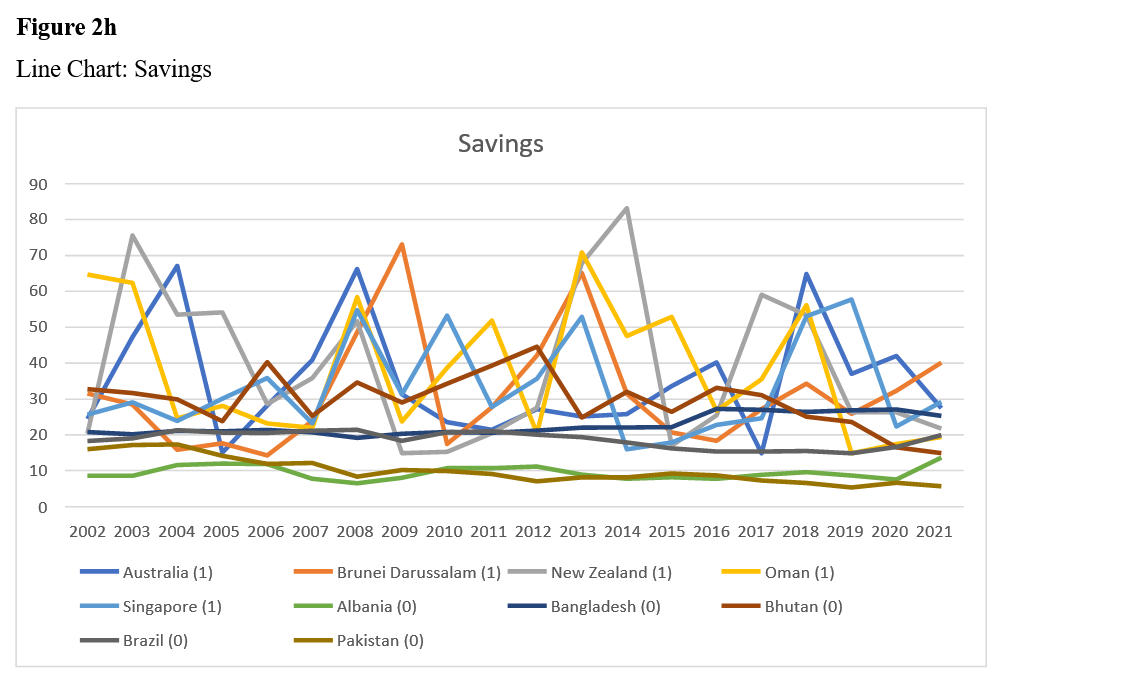 Figure 2h
Line Chart: Savings
Savings
90
80
70
60
50
40
30
20
10
0
2002 2003 2004 2005 2006 2007 2008 2009 2010 2011 2012 2013 2014 2015 2016 2017 2018 2019 2020 2021
Australia (1) Brunei Darussalam (1) New Zealand (1) Oman (1)
Singapore (1) Albania (0) Bangladesh (0) Bhutan (0)
Brazil (0) Pakistan (0)